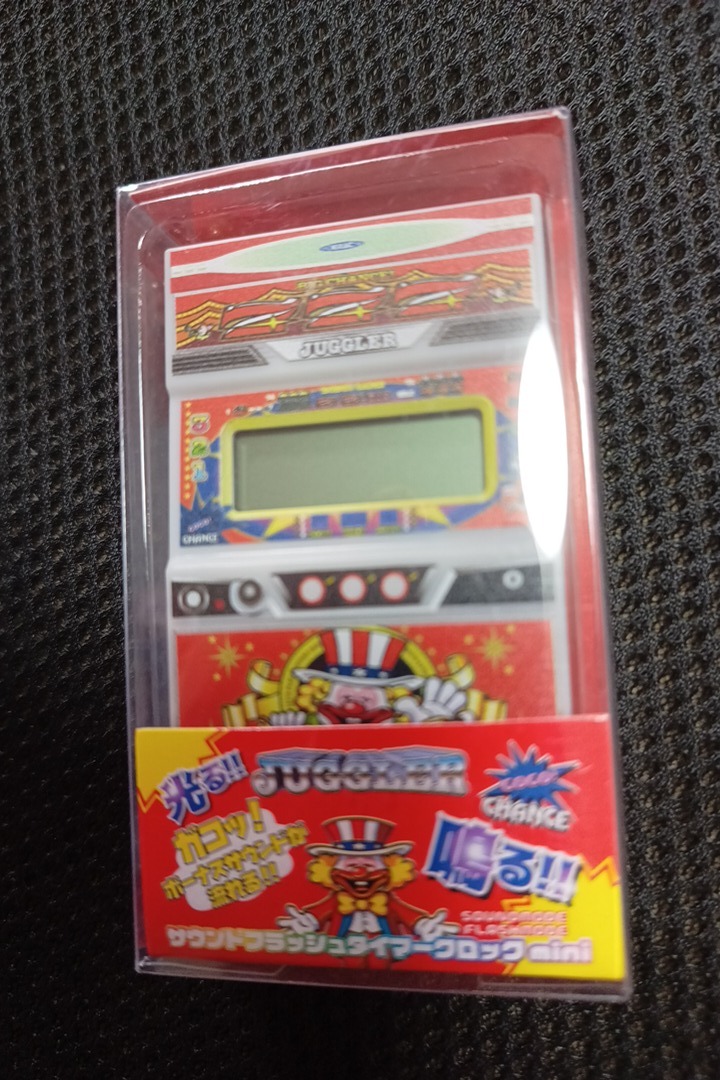 BIG CHANCE!
JUGGLER
CHANCE
光る!!
JUGGLER
GOGO!
CHANCE
ガコッ!
ボーナスサウンドが
流れる!!
鳴る!!
SOUNDMODE
FLASHMODE
サウンドフラッシュタイマークロック mini